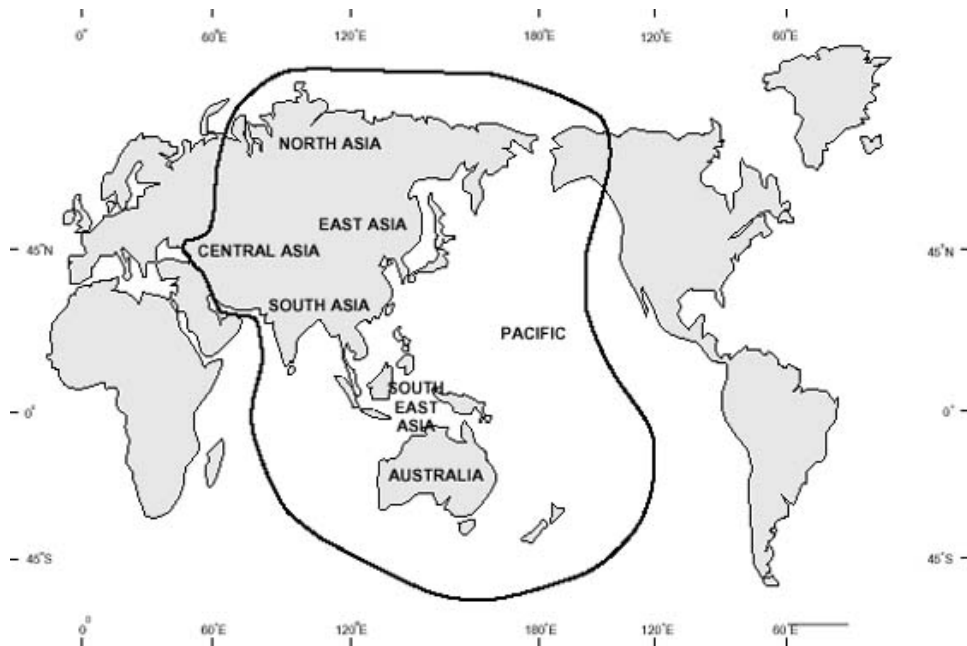 0° 60°E 120°E 180°E 120°E 60°E
NORTH ASIA
EAST ASIA
45°N CENTRAL ASIA 45°N
SOUTH ASIA
PACIFIC
SOUTH
0° EAST 0°
ASIA
AUSTRALIA
45°S 45°S
0° 60°E 120°E 180°E 120°E 60°E